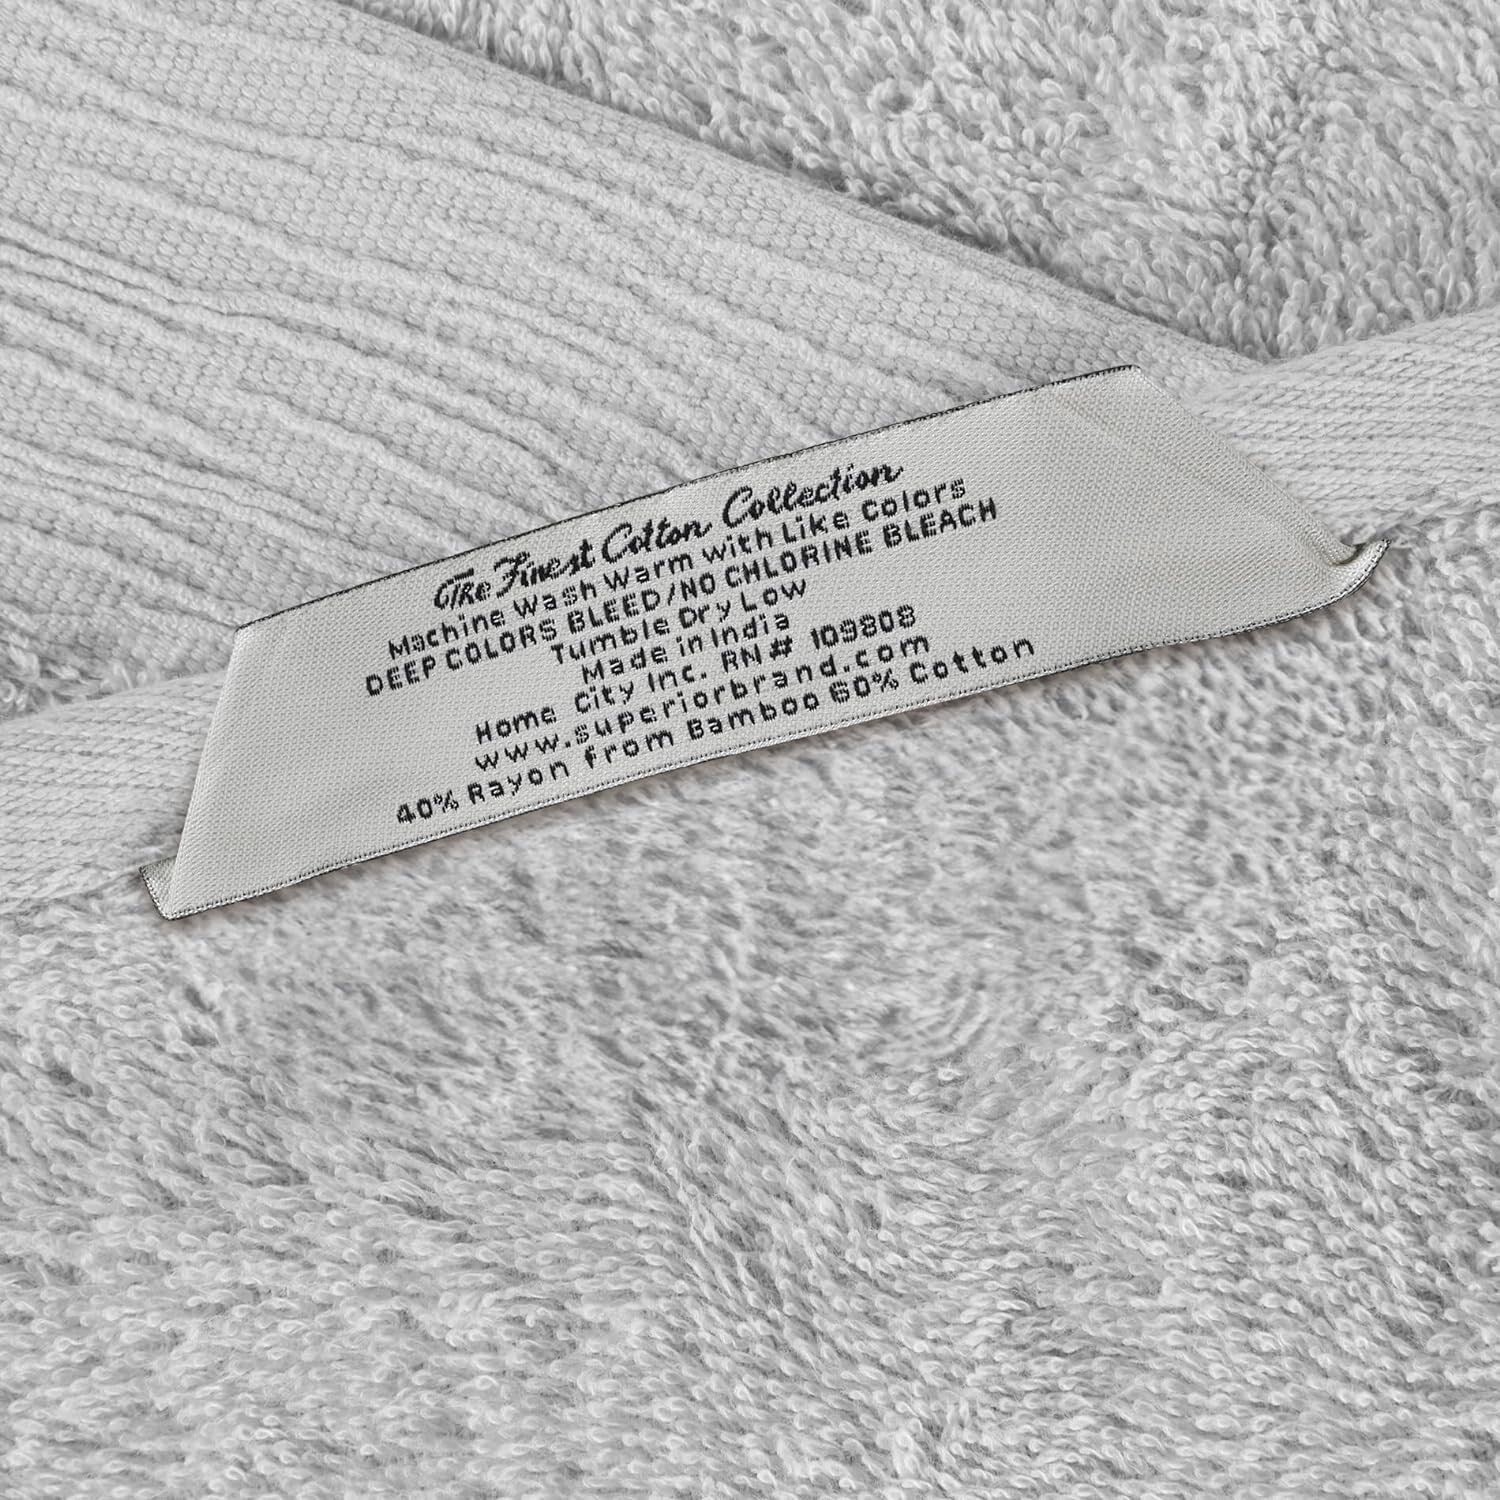 The Finest Cotton Collection
Machine Wash Warm with Like Colors
DEEP COLORS BLEED/NO CHLORINE BLEACH
Tumble Dry Low
Made in India
Home City Inc. RN# 109808
www.superiorbrand.com
40% Rayon from Bamboo 60% Cotton